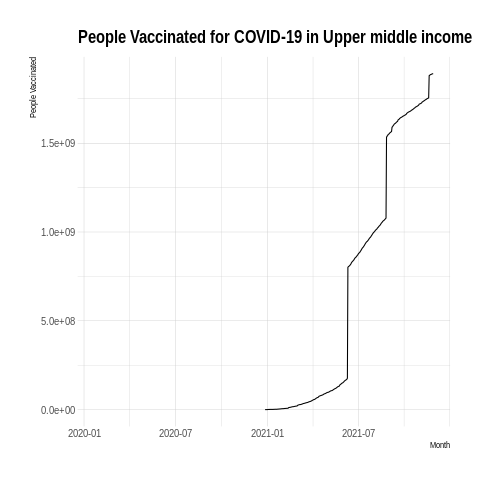 People Vaccinated for COVID-19 in Upper middle income
People Vaccinated
1.5e+09
1.0e+09
5.0e+08
0.0e+00
2020-01 2020-07 2021-01 2021-07
Month